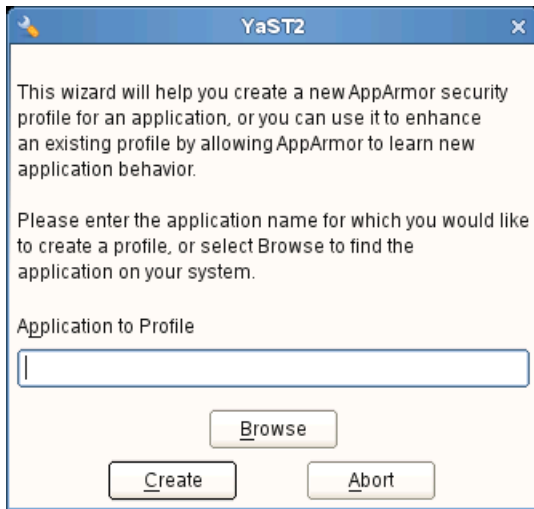 YaST2
This wizard will help you create a new AppArmor security
profile for an application, or you can use it to enhance
an existing profile by allowing AppArmor to learn new
application behavior.
Please enter the application name for which you would like
to create a profile, or select Browse to find the
application on your system.
Application to Profile
Browse
Create
Abort